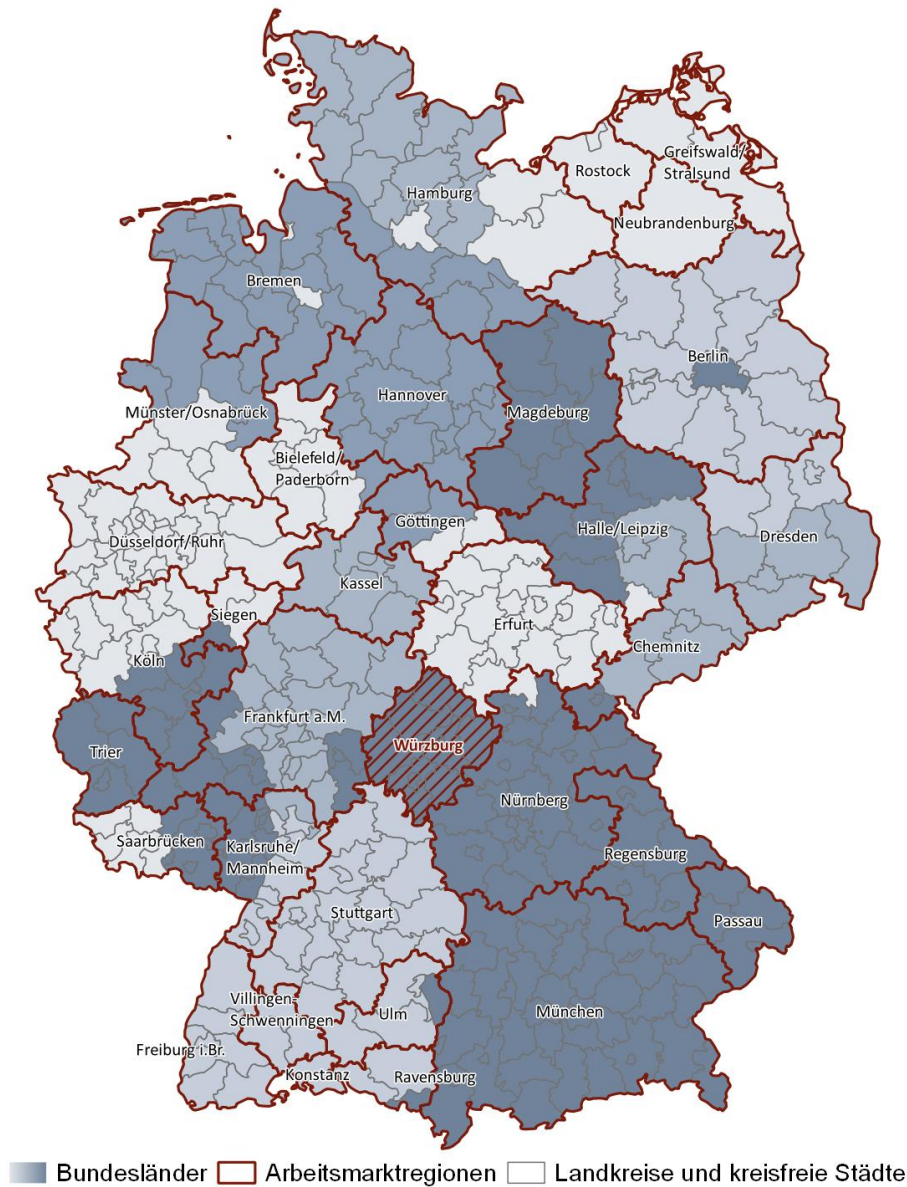 Rostock
Greifswald/
Stralsund
Hamburg
Neubrandenburg
Bremen
Berlin
Hannover
Münster/Osnabrück
Magdeburg
Bielefeld/
Paderborn
Göttingen
Halle/Leipzig
Düsseldorf/Ruhr
Dresden
Kassel
Siegen
Erfurt
Chemnitz
Köln
Frankfurt a.M.
Trier
Würzburg
Nürnberg
Saarbrücken
Karlsruhe/
Mannheim
Regensburg
Stuttgart
Passau
Villingen-
Schwenningen
Ulm
München
Freiburg i.Br.
Konstanz
Ravensburg
Bundesländer Arbeitsmarktregionen Landkreise und kreisfreie Städte